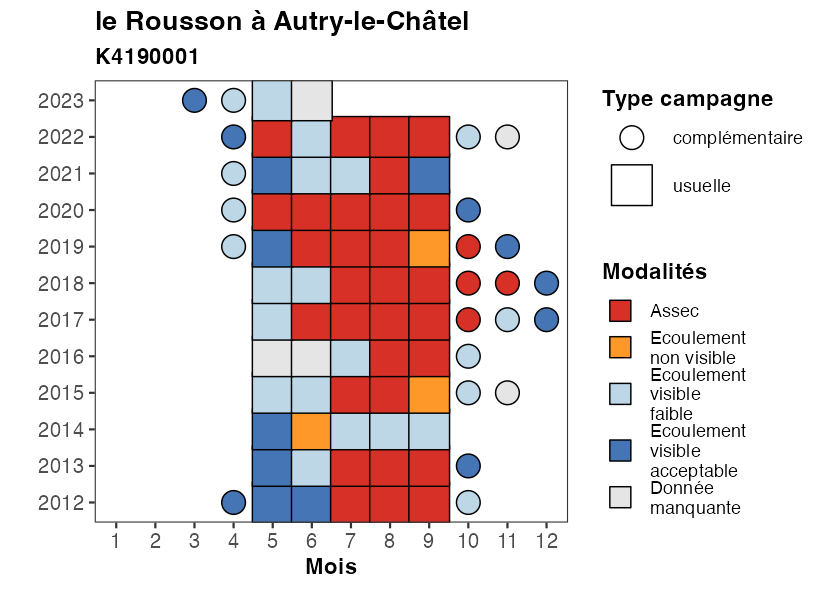 le Rousson à Autry-le-Châtel
K4190001
2023
2022
2021
2020
2019
2018
2017
2016
2015
2014
2013
2012
1 2 3 4 5 6 7 8 9 10 11 12
Mois
Type campagne
complémentaire
usuelle
Modalités
Assec
Ecoulement
non visible
Ecoulement
visible
faible
Ecoulement
visible
acceptable
Donnée
manquante